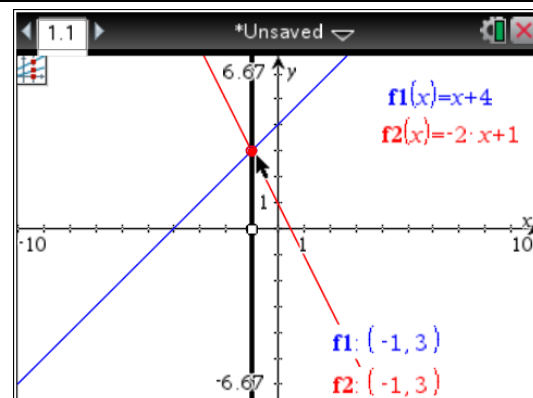 1.1
*Unsaved
6.67
y
f1(x)=x+4
f2(x)=-2·x+1
1
x
-10
1
10
f1: (-1,3)
-6.67
f2: (-1,3)